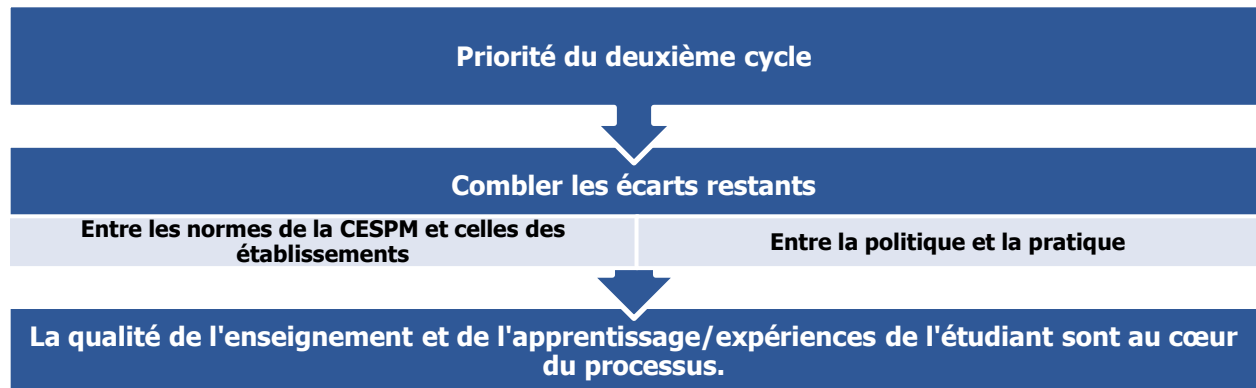 Priorité du deuxième cycle
Combler les écarts restants
Entre les normes de la CESPM et celles des
établissements
Entre la politique et la pratique
La qualité de l'enseignement et de l'apprentissage/expériences de l'étudiant sont au cœur
du processus.